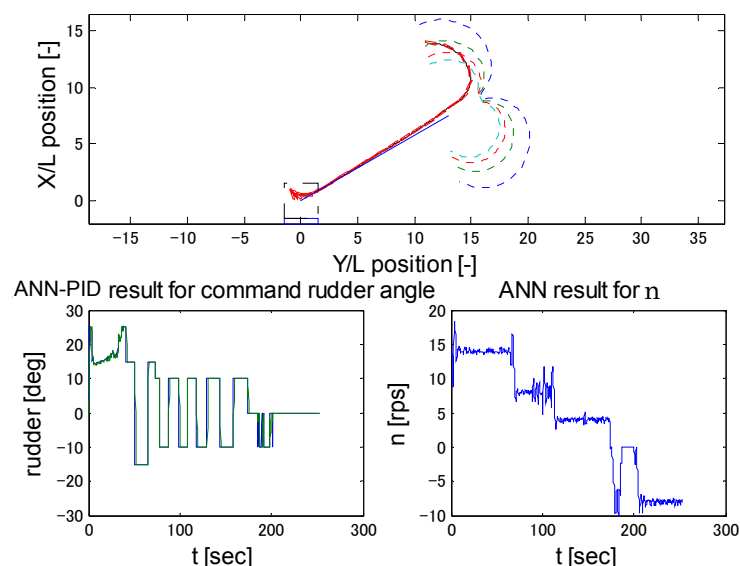 X/L position [-]
15
10
5
0
−15 −10 −5 0 5 10 15 20 25 30 35
Y/L position [-]
ANN-PID result for command rudder angle
rudder [deg]
30
20
10
0
−10
−20
−30
0 100 200 300
t [sec]
ANN result for n
n [rps]
20
15
10
5
0
−5
−10
0 100 200 300
t [sec]